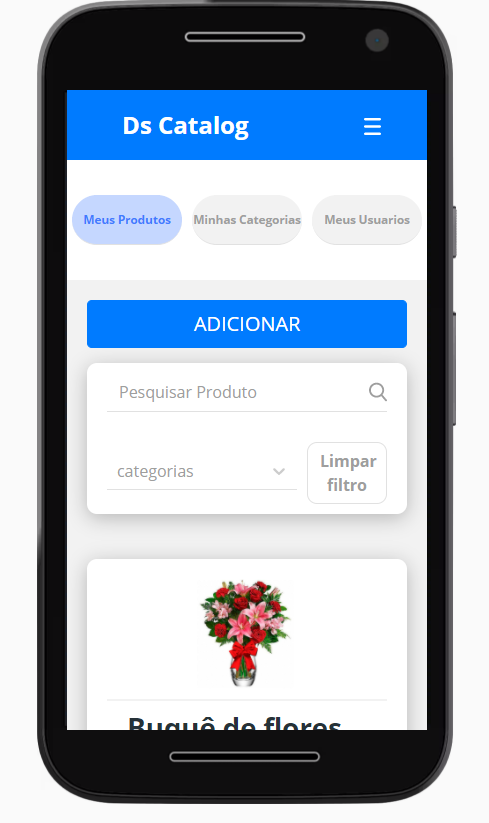 Ds Catalog
Meus Produtos
Minhas Categorias
Meus Usuarios
ADICIONAR
Pesquisar Produto
categorias
Limpar
filtro
Buquê de flores